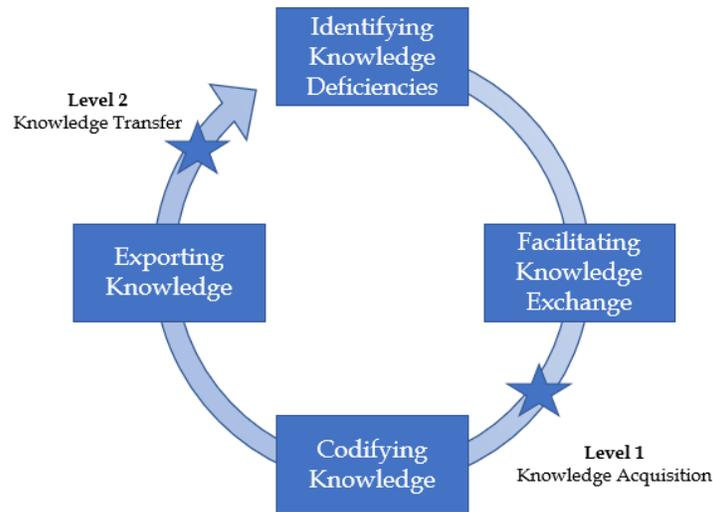 Identifying
Knowledge
Deficiencies
Level 2
Knowledge Transfer
Exporting
Knowledge
Facilitating
Knowledge
Exchange
Codifying
Knowledge
Level 1
Knowledge Acquisition